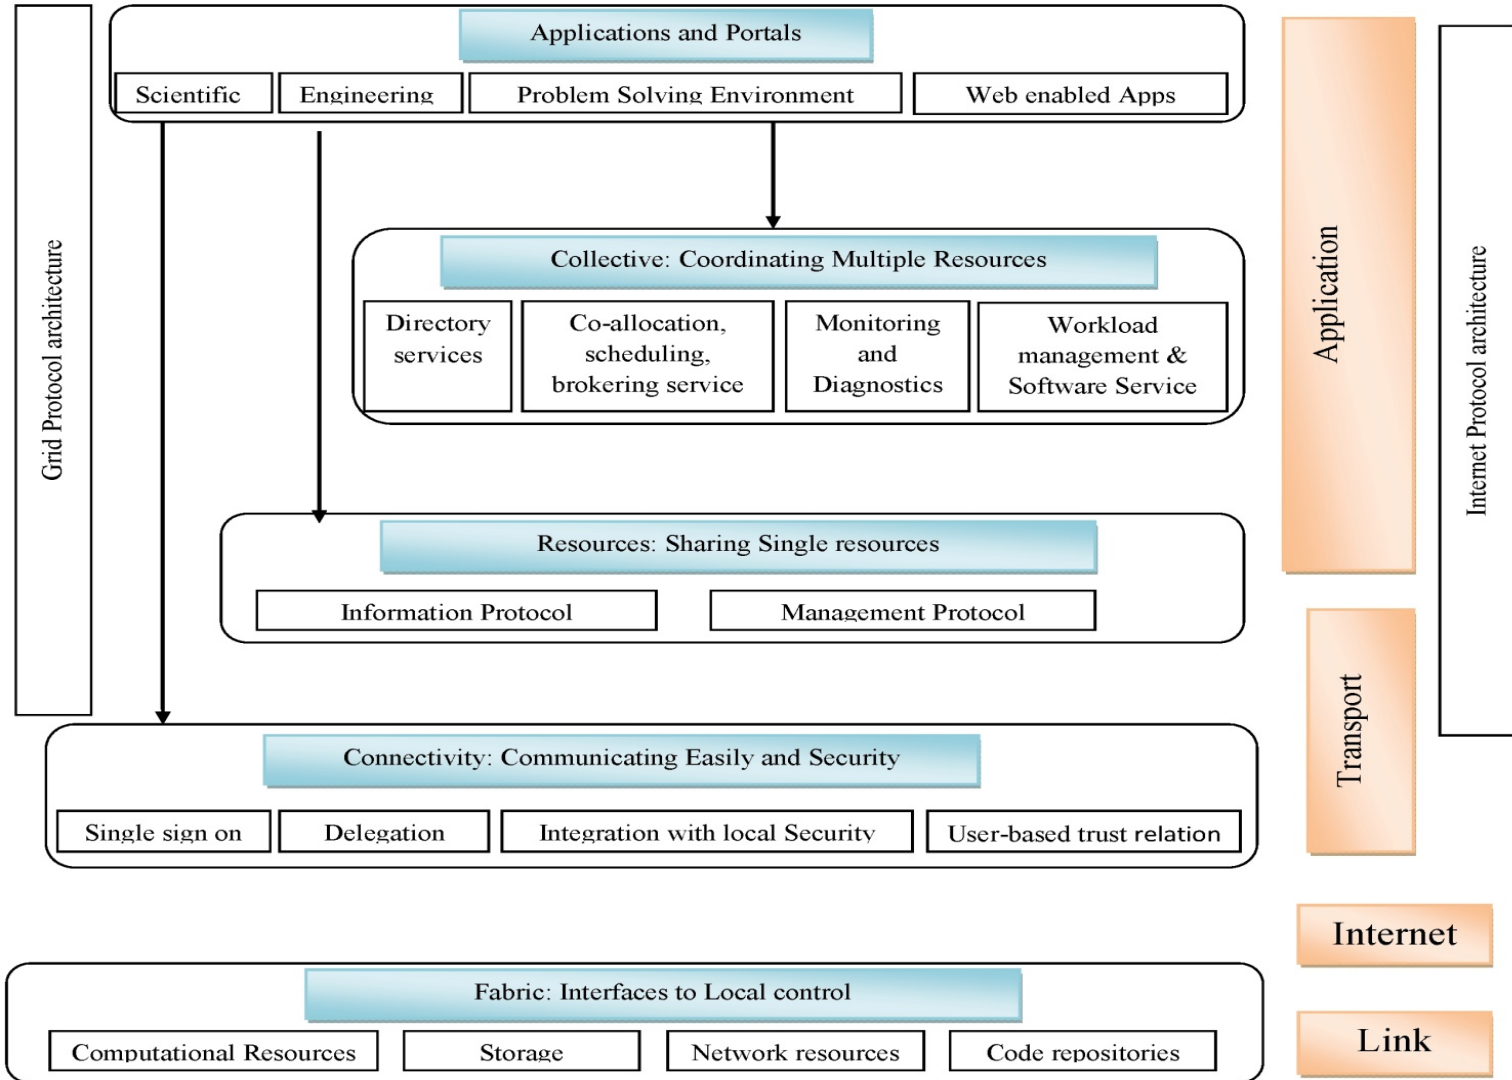 Grid Protocol architecture
Applications and Portals
Scientific
Engineering
Problem Solving Environment
Web enabled Apps
Collective: Coordinating Multiple Resources
Directory
services
Co-allocation,
scheduling,
brokering service
Monitoring
and
Diagnostics
Workload
management &
Software Service
Resources: Sharing Single resources
Information Protocol
Management Protocol
Connectivity: Communicating Easily and Security
Single sign on
Delegation
Integration with local Security
User-based trust relation
Fabric: Interfaces to Local control
Computational Resources
Storage
Network resources
Code repositories
Application
Transport
Internet
Link
Internet Protocol architecture